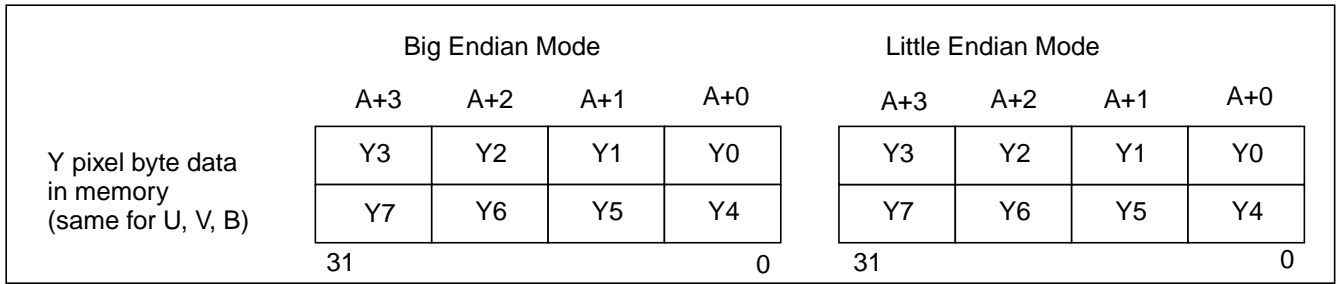 Big Endian Mode Little Endian Mode
A+3 A+2 A+1 A+0 A+3 A+2 A+1 A+0
Y3 Y2 Y1 Y0 Y3 Y2 Y1 Y0
Y pixel byte data
in memory
(same for U, V, B)
Y7 Y6 Y5 Y4 Y7 Y6 Y5 Y4
31 0 31 0